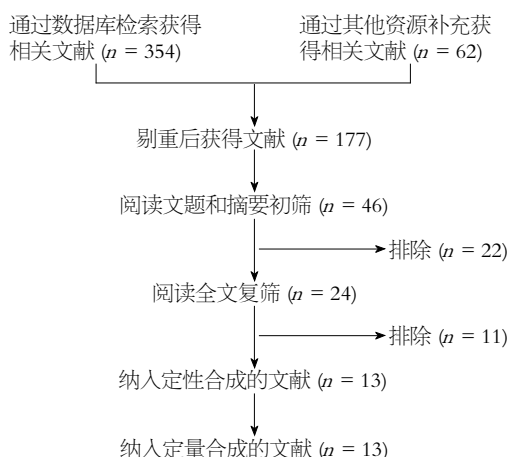 通过数据库检索获得
相关文献 (n = 354)
通过其他资源补充获
得相关文献 (n = 62)
剔重后获得文献 (n = 177)
阅读文题和摘要初筛 (n = 46)
排除 (n = 22)
阅读全文复筛 (n = 24)
排除 (n = 11)
纳入定性合成的文献 (n = 13)
纳入定量合成的文献 (n = 13)